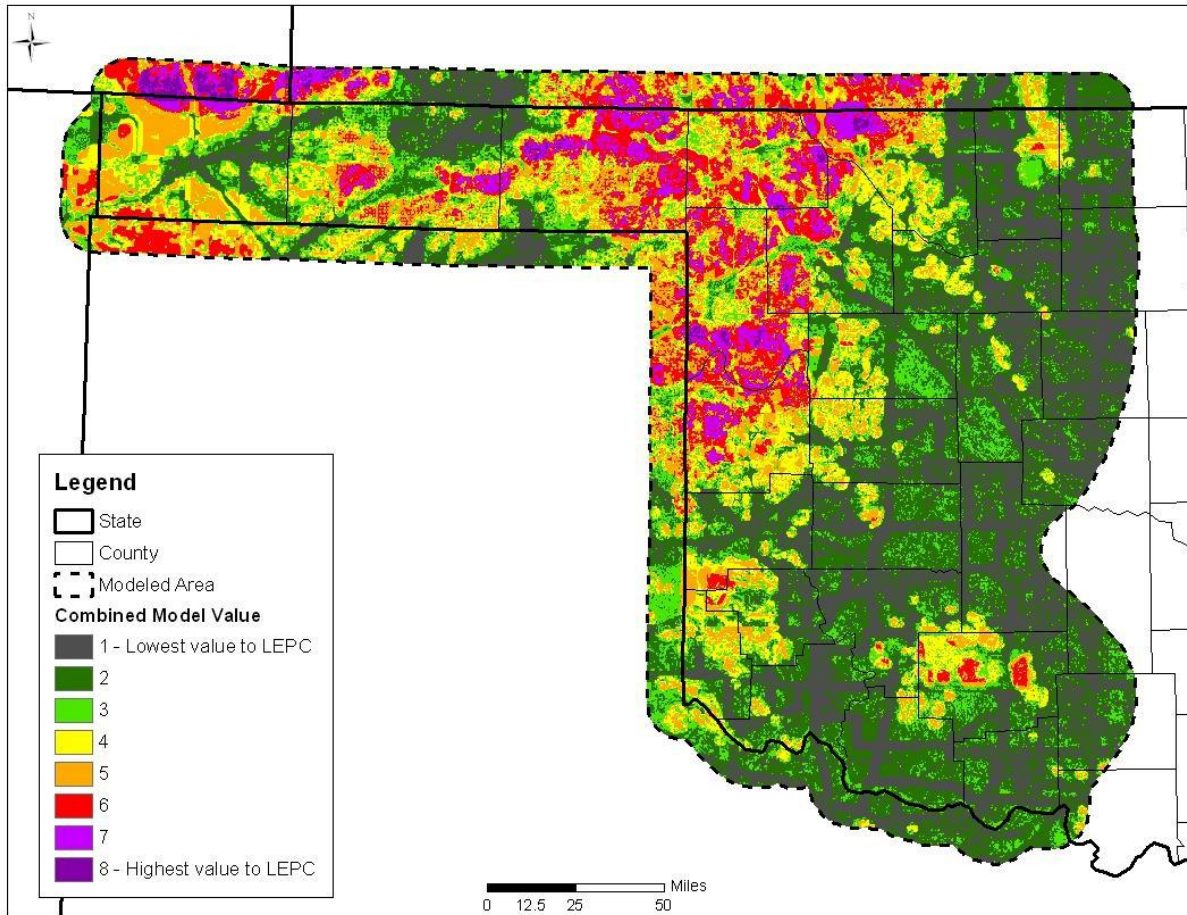 N
Legend
State
County
Modeled Area
Combined Model Value
1 - Lowest value to LEPC
2
3
4
5
6
7
8 - Highest value to LEPC
Miles
0 12.5 25 50